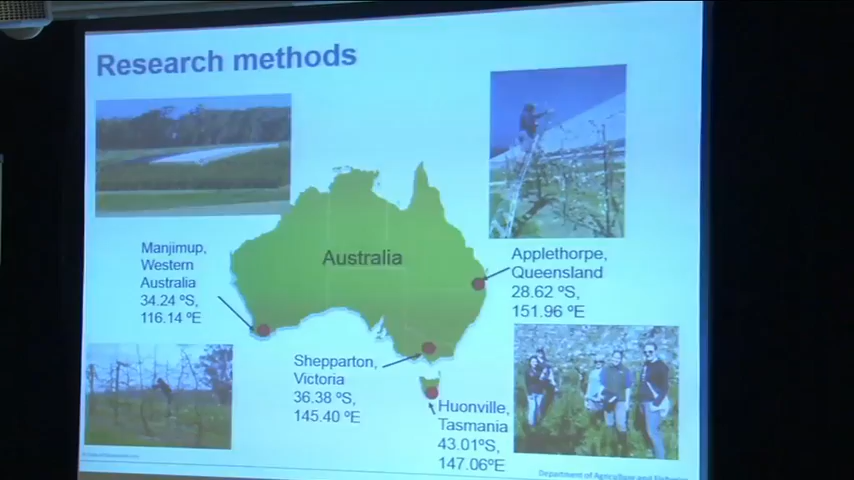 Research methods
Manjimup,
Western
Australia
34.24 ºS,
116.14 ºE
Australia
Applethorpe,
Queensland
28.62 ºS,
151.96 ºE
Shepparton,
Victoria
36.38 ºS,
145.40 ºE
Huonville,
Tasmania
43.01ºS,
147.06ºE
Department of Agriculture and Fisheries